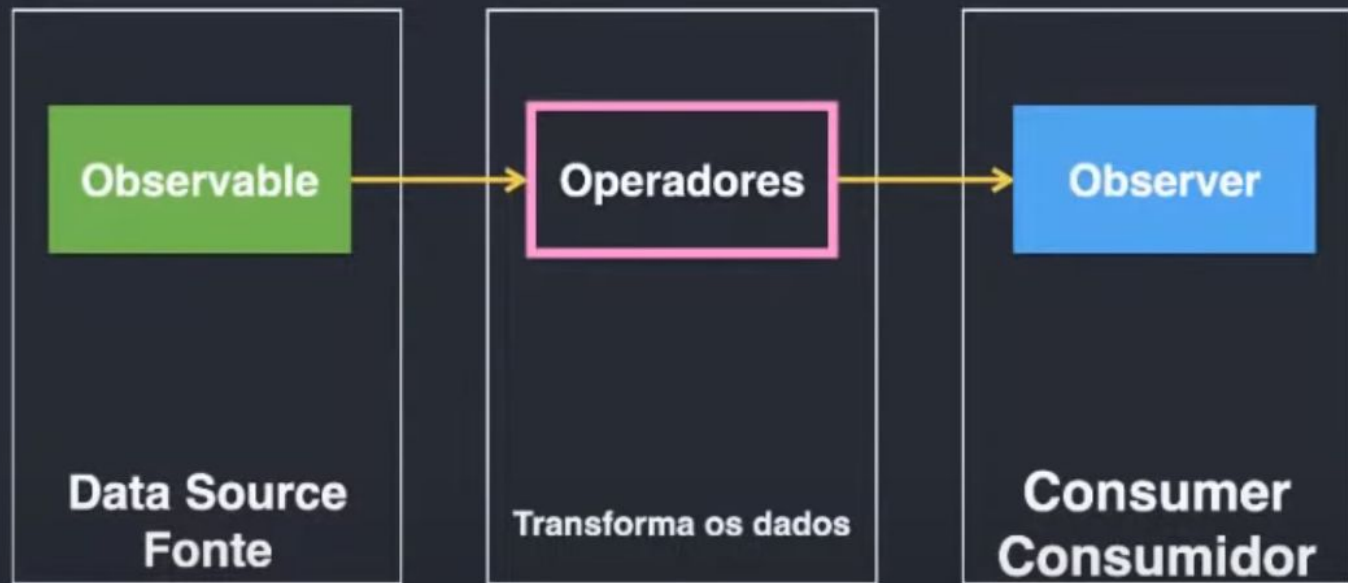 Observable
Operadores
Observer
Data Source
Fonte
Transforma os dados
Consumer
Consumidor